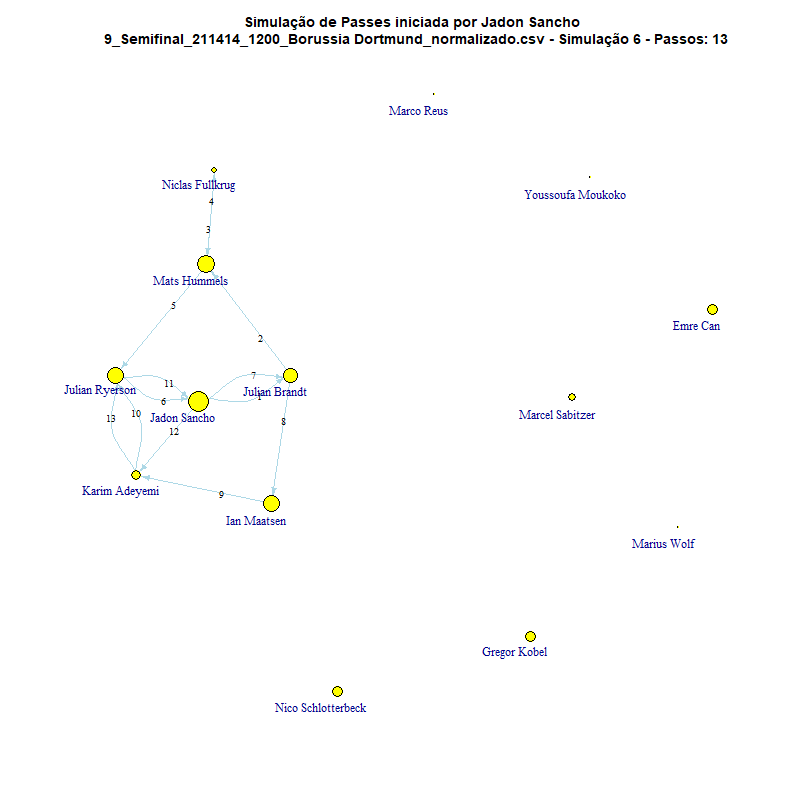 Simulação de Passes iniciada por Jadon Sancho
9_Semifinal_211414_1200_Borussia Dortmund_normalizado.csv - Simulação 6 - Passos: 13
Marco Reus
Niclas Fullkrug
Youssoufa Moukoko
4
3
Mats Hummels
5
Emre Can
2
Julian Ryerson
11
7
Julian Brandt
6
1
Jadon Sancho
Marcel Sabitzer
13
10
12
8
Karim Adeyemi
9
Ian Maatsen
Marius Wolf
Gregor Kobel
Nico Schlotterbeck